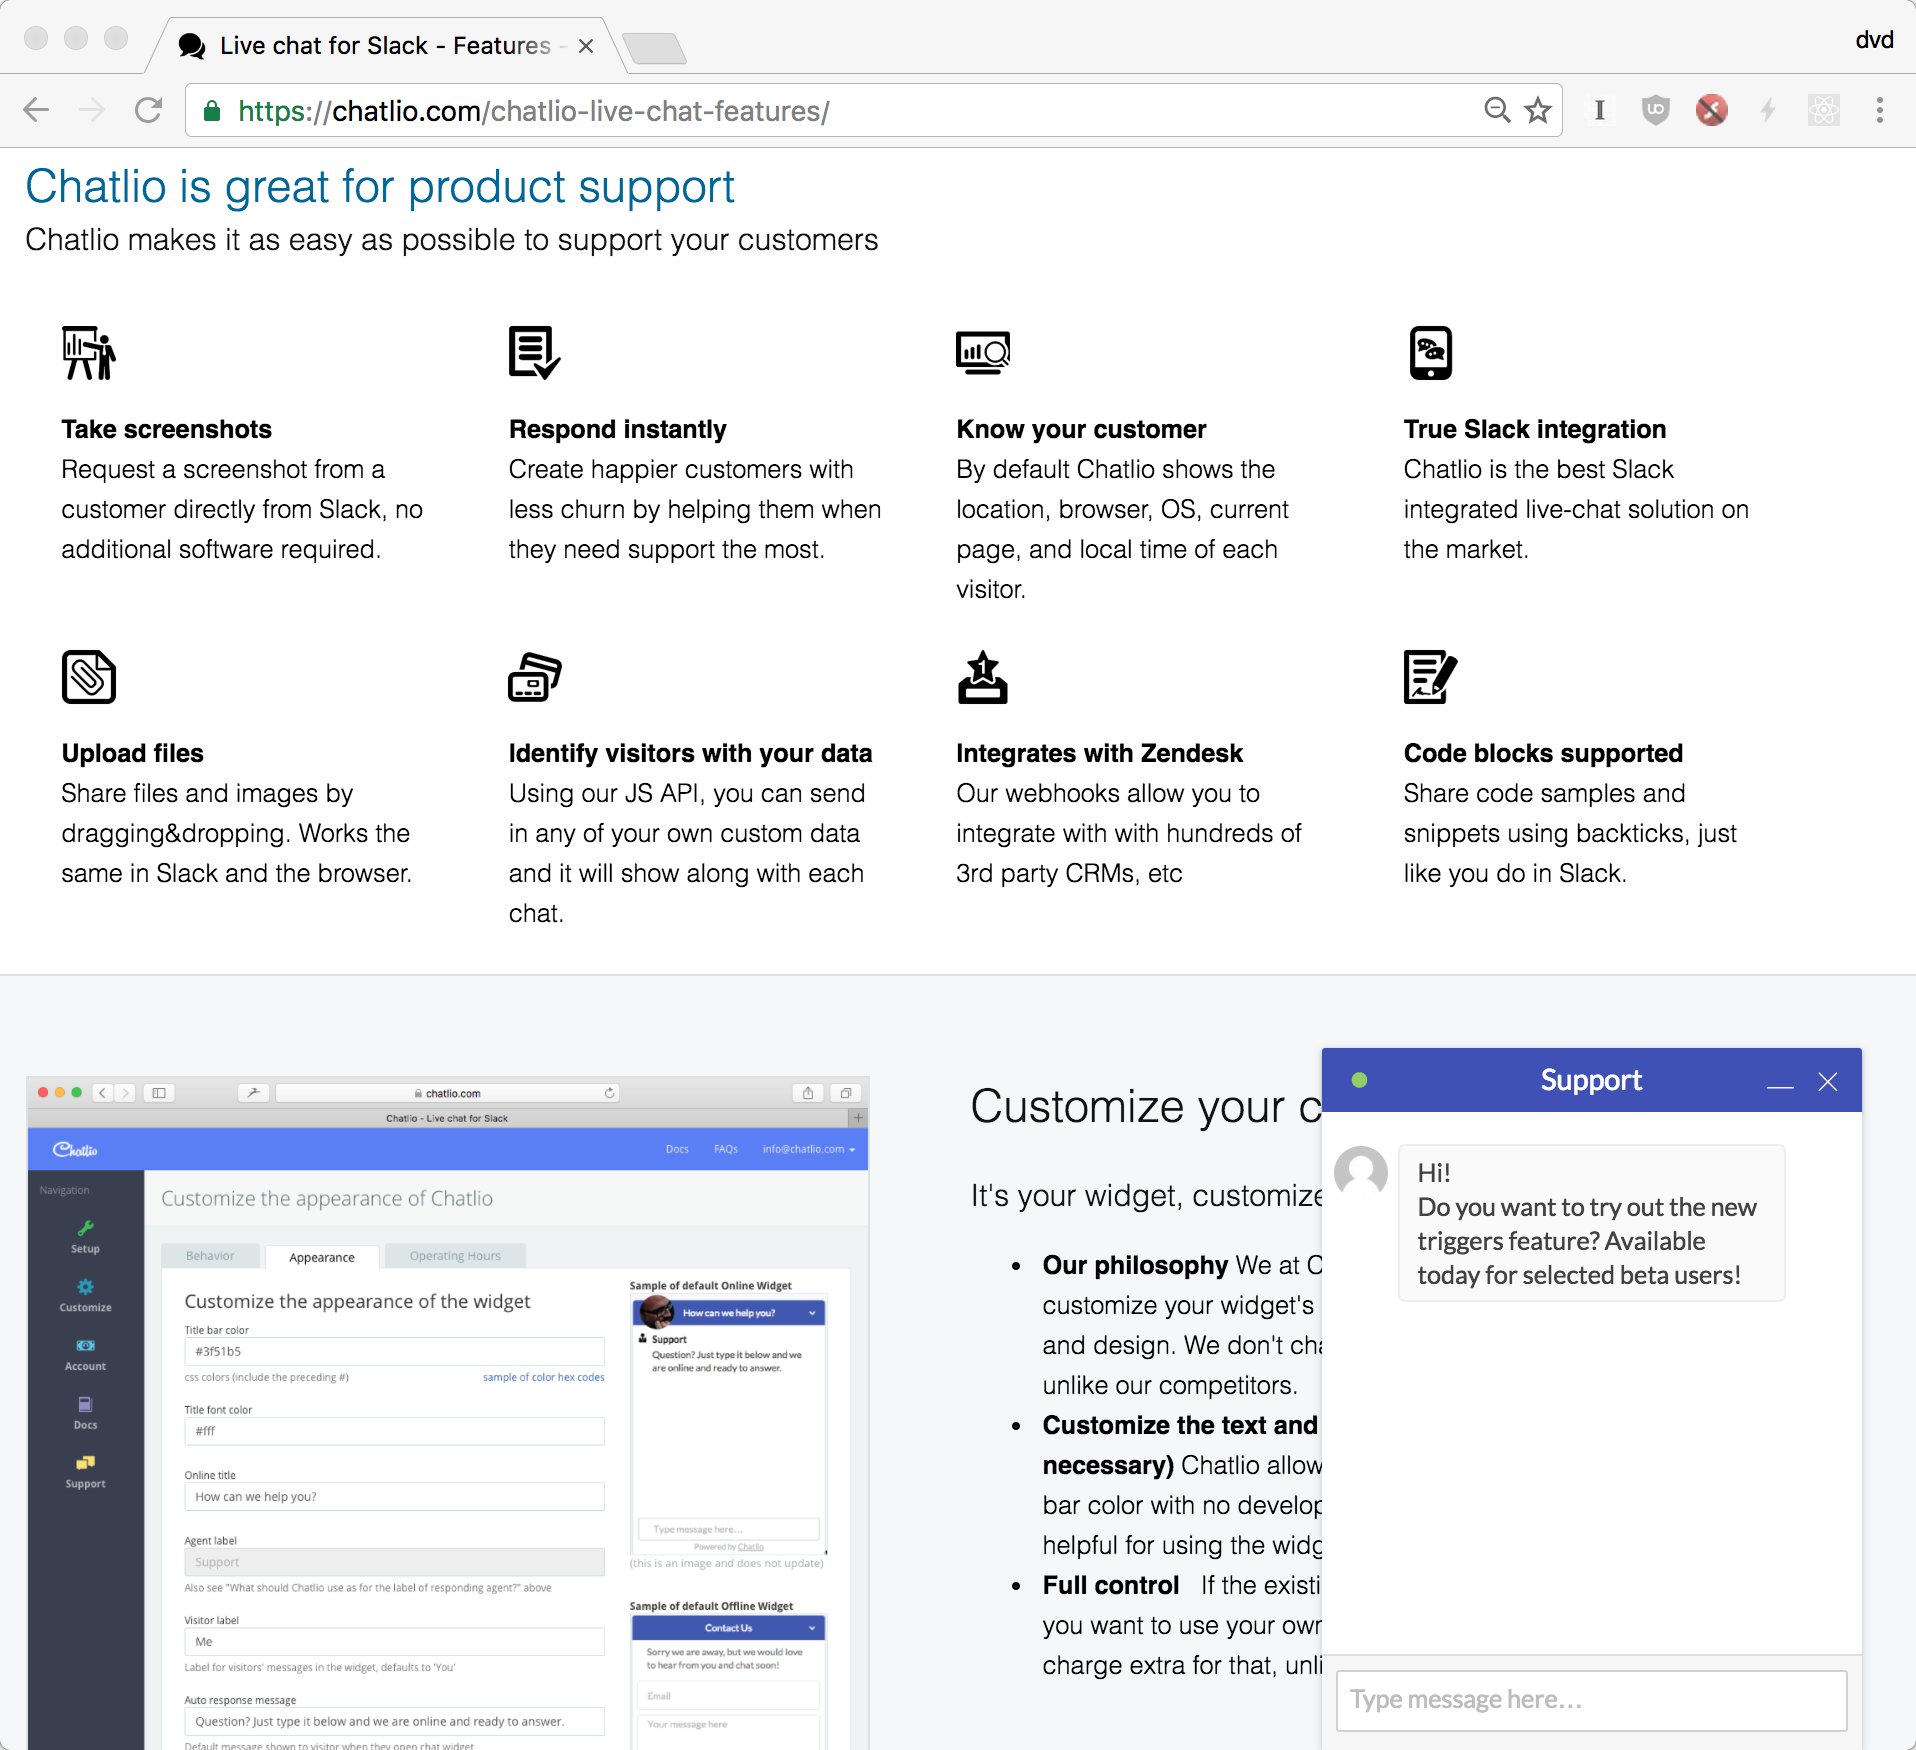 Live chat for Slack - Features -
dvd
https://chatlio.com/chatlio-live-chat-features/
Chatlio is great for product support
Chatlio makes it as easy as possible to support your customers
Take screenshots
Request a screenshot from a
customer directly from Slack, no
additional software required.
Respond instantly
Create happier customers with
less churn by helping them when
they need support the most.
Know your customer
By default Chatlio shows the
location, browser, OS, current
page, and local time of each
visitor.
True Slack integration
Chatlio is the best Slack
integrated live-chat solution on
the market.
Upload files
Share files and images by
dragging&dropping. Works the
same in Slack and the browser.
Identify visitors with your data
Using our JS API, you can send
in any of your own custom data
and it will show along with each
chat.
Integrates with Zendesk
Our webhooks allow you to
integrate with with hundreds of
3rd party CRMs, etc
Code blocks supported
Share code samples and
snippets using backticks, just
like you do in Slack.
chatlio.com
Chatlio - Live chat for Slack
Chatlio
Docs FAQs info@chatlio.com
Navigation
Setup
Customize
Account
Docs
Support
Customize the appearance of Chatlio
Behavior Appearance Operating Hours
Customize the appearance of the widget
Title bar color
#3f51b5
css colors (include the preceding #) sample of color hex codes
Title font color
#fff
Online title
How can we help you?
Agent label
Support
Also see "What should Chatlio use as for the label of responding agent?" above
Visitor label
Me
Label for visitors' messages in the widget, defaults to 'You'
Auto response message
Question? Just type it below and we are online and ready to answer.
Default message shown to visitor when they open chat widget
Sample of default Online Widget
How can we help you?
Support
Question? Just type it below and we
are online and ready to answer.
Type message here...
Powered by Chatlio
(this is an image and does not update)
Sample of default Offline Widget
Contact Us
Sorry we are away, but we would love
to hear from you and chat soon!
Email
Your message here
Customize your c
It's your widget, customize
• Our philosophy We at C
customize your widget's
and design. We don't cha
unlike our competitors.
• Customize the text and
necessary) Chatlio allow
bar color with no develop
helpful for using the widg
• Full control If the existi
you want to use your own
charge extra for that, unli
Support
Hi!
Do you want to try out the new
triggers feature? Available
today for selected beta users!
Type message here...